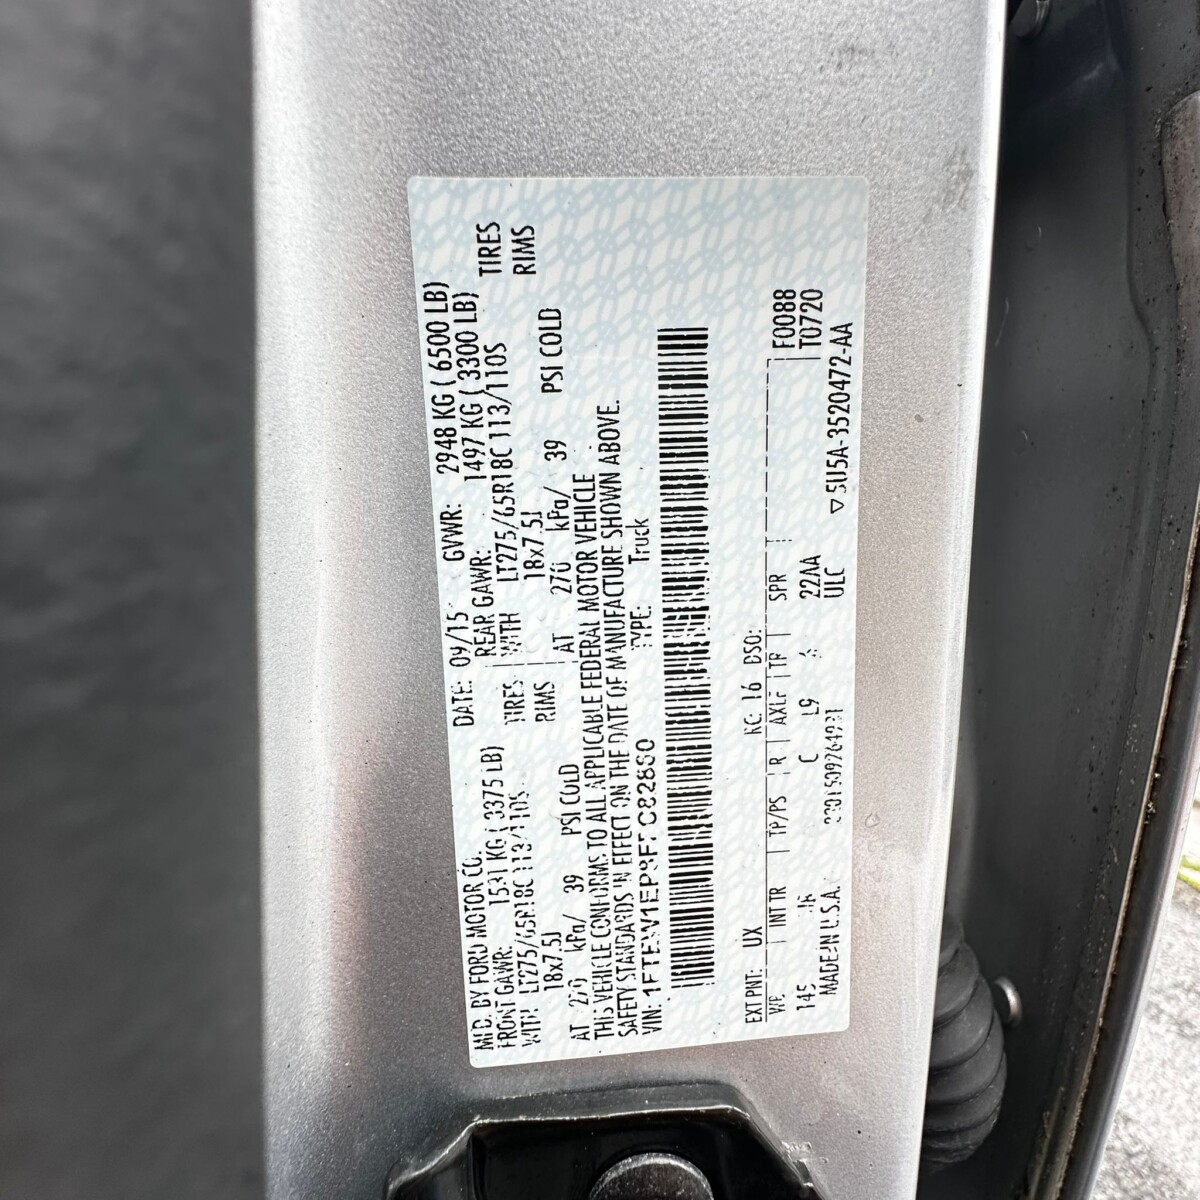 MFD. BY FORD MOTOR CO. DATE: 09/15 GVWR: 2948 KG ( 6500 LB)
FRONT GAWR: 1531 KG ( 3375 LB) REAR GAWR: 1497 KG ( 3300 LB)
WITH LT275/65R18C 113/110S TIRES WITH LT275/65R18C 113/110S TIRES
18x7.5J RIMS 18x7.5J RIMS
AT 270 kPa/ 39 PSI COLD AT 270 kPa/ 39 PSI COLD
THIS VEHICLE CONFORMS TO ALL APPLICABLE FEDERAL MOTOR VEHICLE
SAFETY STANDARDS IN EFFECT ON THE DATE OF MANUFACTURE SHOWN ABOVE.
VIN: TYPE: Truck
EXT PNT: UX RC: 16 DSO:
WB INT TR TP/PS R AXLE TR SPR F0088
145 C L9 22AA T0720
MADE IN U.S.A. ULC ▽5U5A-3520472-AA